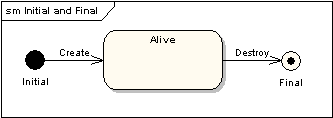 sm Initial and Final
Alive
Create
Destroy
Initial
Final